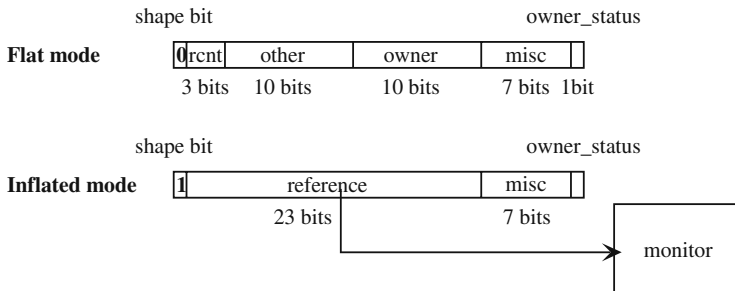 shape bit owner_status
Flat mode 0 rcnt other owner misc
3 bits 10 bits 10 bits 7 bits 1bit
shape bit owner_status
Inflated mode 1 reference misc
23 bits 7 bits
monitor